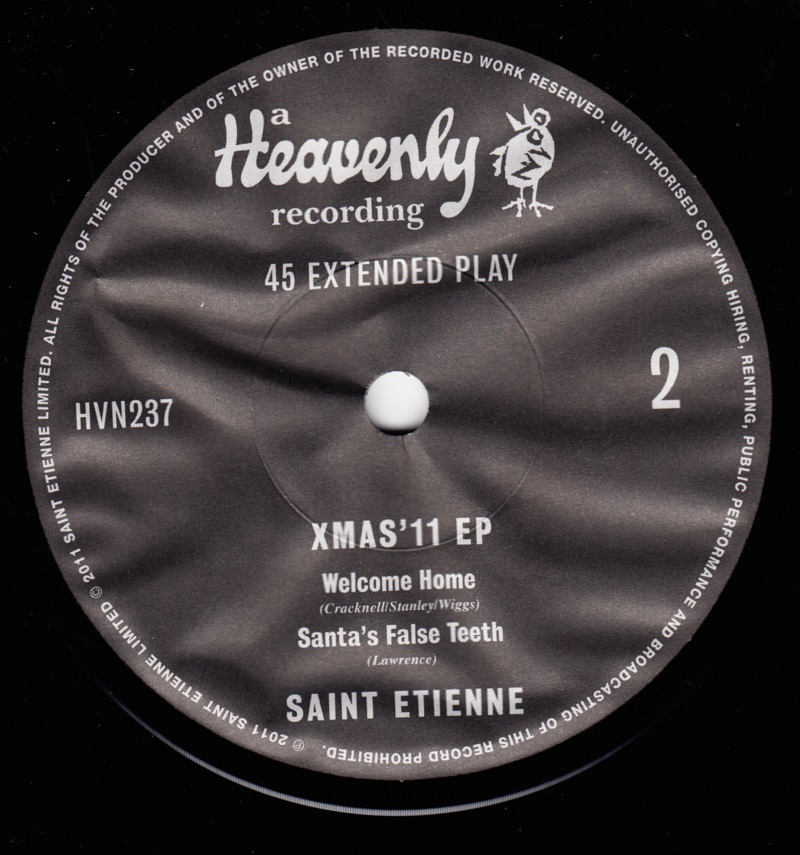 a
Heavenly
recording
NYCO
45 EXTENDED PLAY
HVN237
2
XMAS'11 EP
Welcome Home
(Cracknell/Stanley/Wiggs)
Santa's False Teeth
(Lawrence)
SAINT ETIENNE
℗ 2011 SAINT ETIENNE LIMITED © 2011 SAINT ETIENNE LIMITED. ALL RIGHTS OF THE PRODUCER AND OF THE OWNER OF THE RECORDED WORK RESERVED. UNAUTHORISED COPYING HIRING, RENTING, PUBLIC PERFORMANCE AND BROADCASTING OF THIS RECORD PROHIBITED.